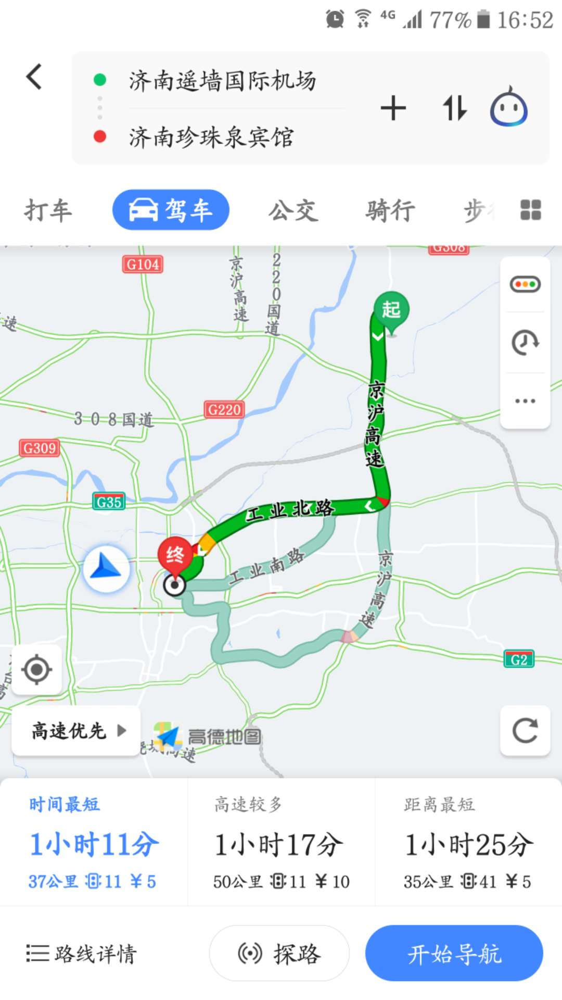 4G 77% 16:52
济南遥墙国际机场
济南珍珠泉宾馆
打车
驾车
公交
骑行
步
G308
G104
京沪高速
220国道
速
起
京沪高速
G220
308国道
G309
G35
工业北路
终
工业南路
京沪高速
G2
高速优先
高德地图
高速
时间最短
1小时11分
37公里 11 ¥5
高速较多
1小时17分
50公里 11 ¥10
距离最短
1小时25分
35公里 41 ¥5
路线详情
探路
开始导航